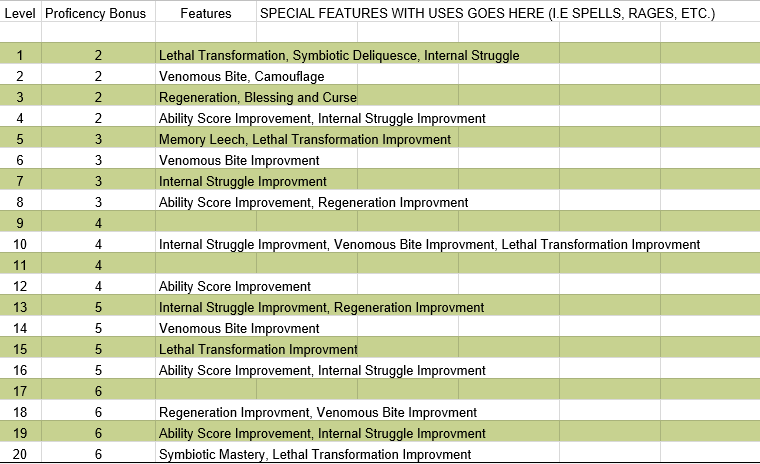 Level Proficency Bonus Features SPECIAL FEATURES WITH USES GOES HERE (I.E SPELLS, RAGES, ETC.)
1 2 Lethal Transformation, Symbiotic Deliquesce, Internal Struggle
2 2 Venomous Bite, Camouflage
3 2 Regeneration, Blessing and Curse
4 2 Ability Score Improvement, Internal Struggle Improvment
5 3 Memory Leech, Lethal Transformation Improvment
6 3 Venomous Bite Improvment
7 3 Internal Struggle Improvment
8 3 Ability Score Improvement, Regeneration Improvment
9 4
10 4 Internal Struggle Improvment, Venomous Bite Improvment, Lethal Transformation Improvment
11 4
12 4 Ability Score Improvement
13 5 Internal Struggle Improvment, Regeneration Improvment
14 5 Venomous Bite Improvment
15 5 Lethal Transformation Improvment
16 5 Ability Score Improvement, Internal Struggle Improvment
17 6
18 6 Regeneration Improvment, Venomous Bite Improvment
19 6 Ability Score Improvement, Internal Struggle Improvment
20 6 Symbiotic Mastery, Lethal Transformation Improvment